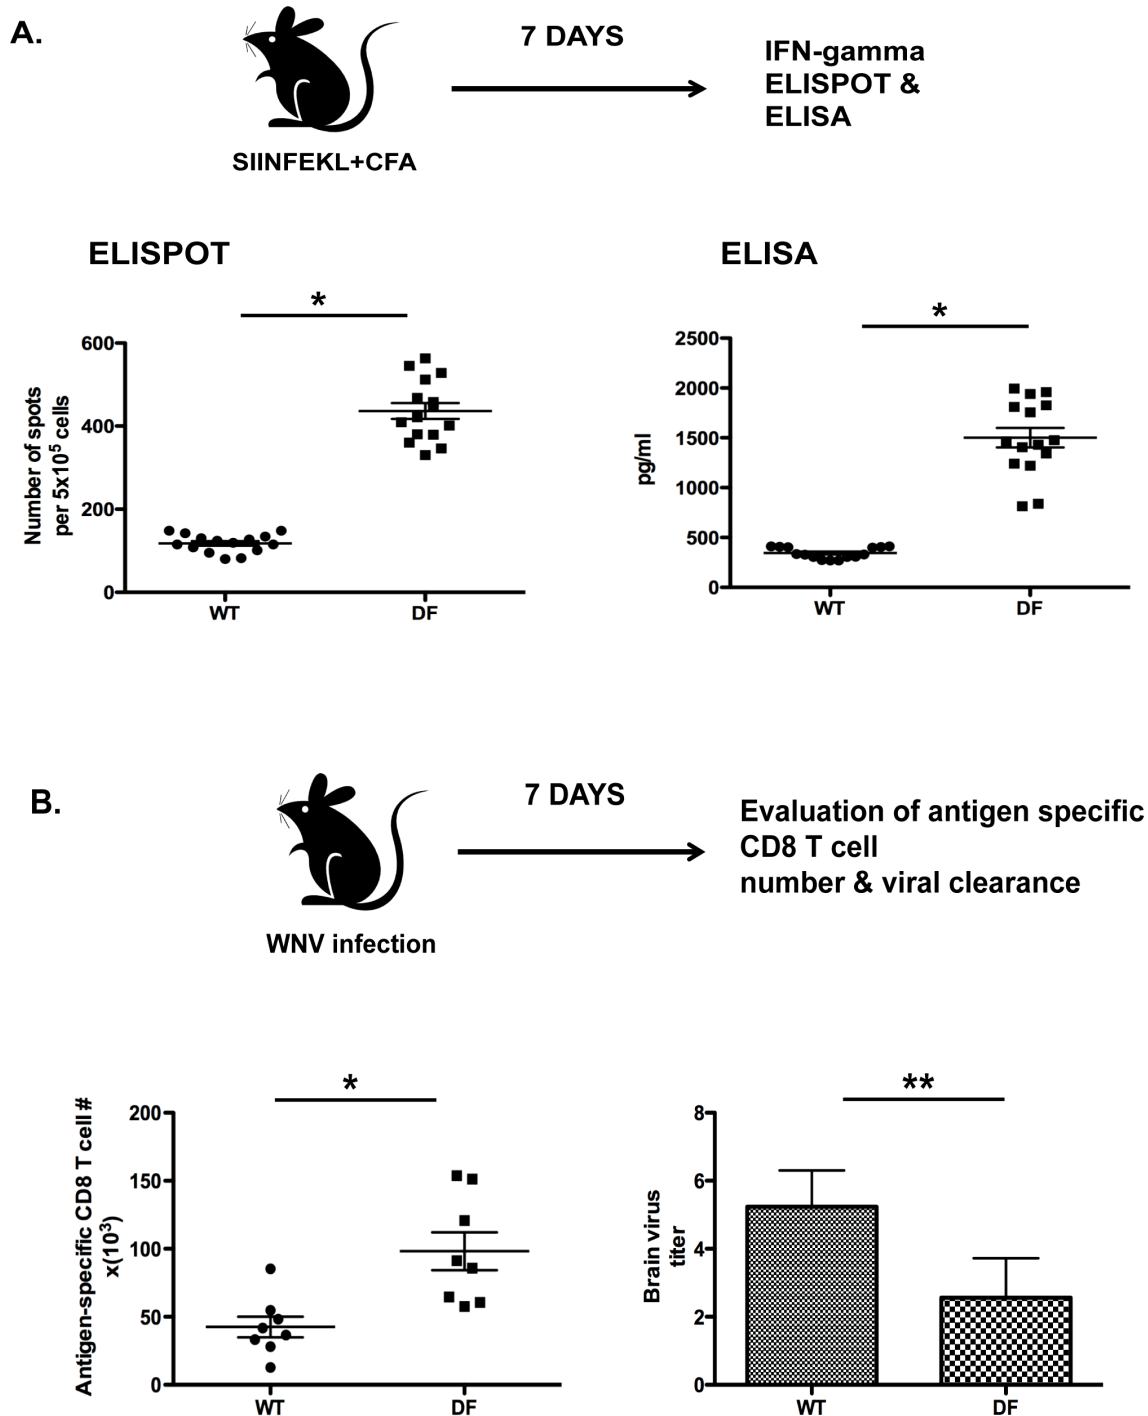 A.
7 DAYS
IFN-gamma
ELISPOT &
ELISA
SIINFEKL+CFA
ELISPOT
*
Number of spots
per 5x10⁵ cells
600
400
200
0
WT
DF
ELISA
*
pg/ml
2500
2000
1500
1000
500
0
WT
DF
B.
7 DAYS
Evaluation of antigen specific
CD8 T cell
number & viral clearance
WNV infection
*
Antigen-specific CD8 T cell #
x(10³)
200
150
100
50
0
WT
DF
**
Brain virus
titer
8
6
4
2
0
WT
DF